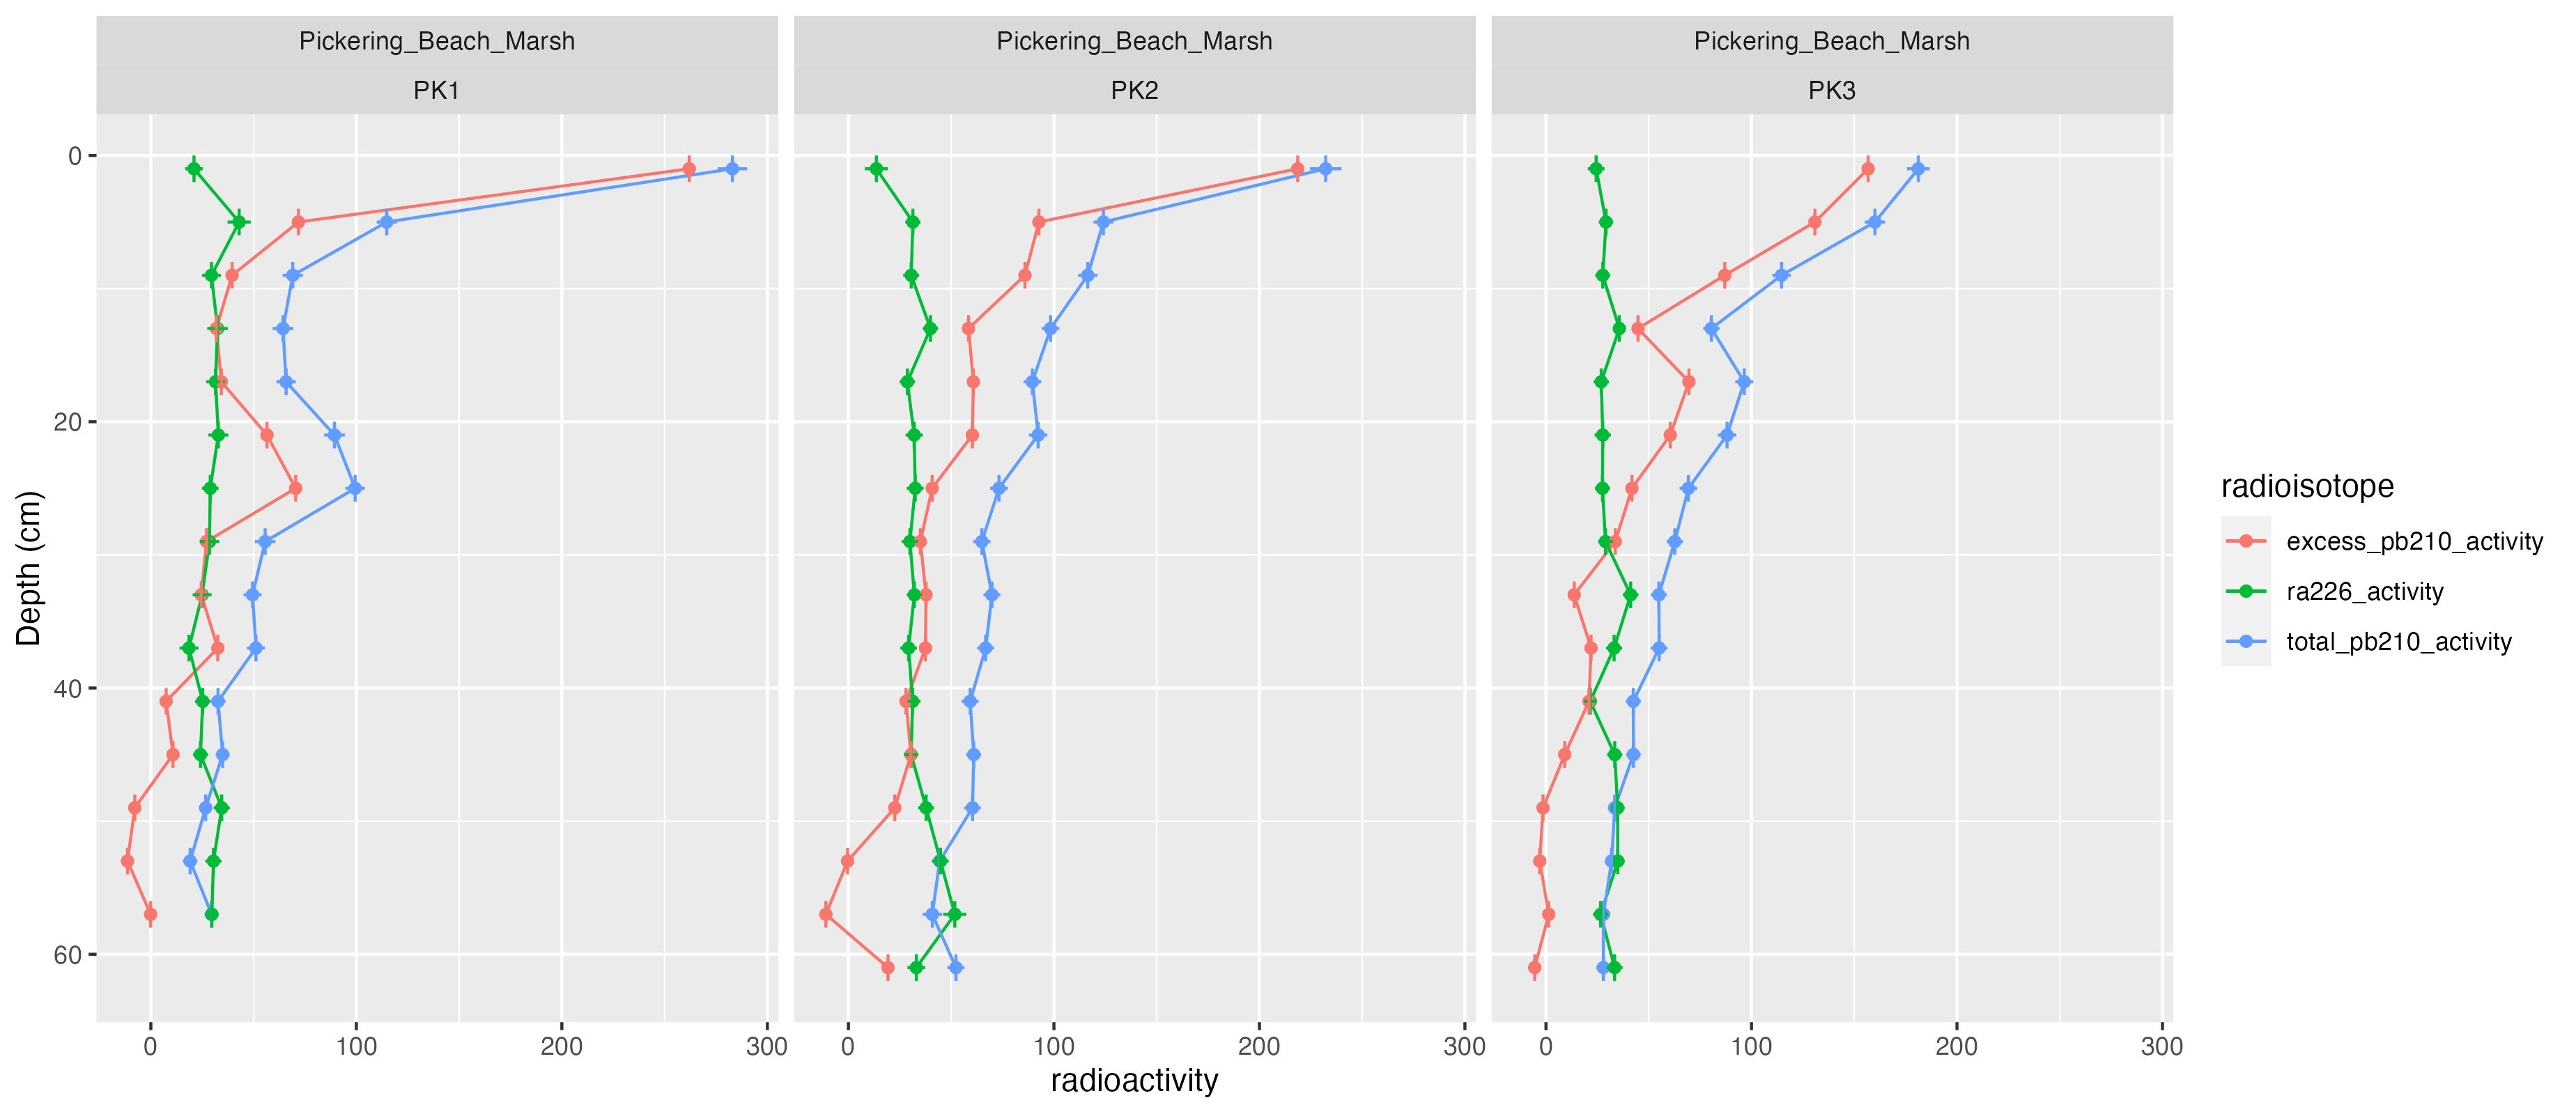 Pickering_Beach_Marsh Pickering_Beach_Marsh Pickering_Beach_Marsh
PK1 PK2 PK3
0
20
40
60
Depth (cm)
0 100 200 300 0 100 200 300 0 100 200 300
radioactivity
radioisotope
excess_pb210_activity
ra226_activity
total_pb210_activity